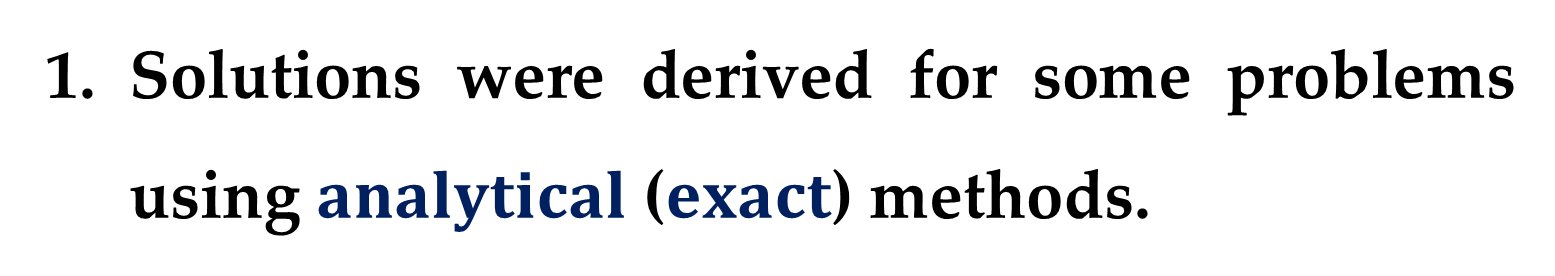 1. Solutions were derived for some problems
using analytical (exact) methods.